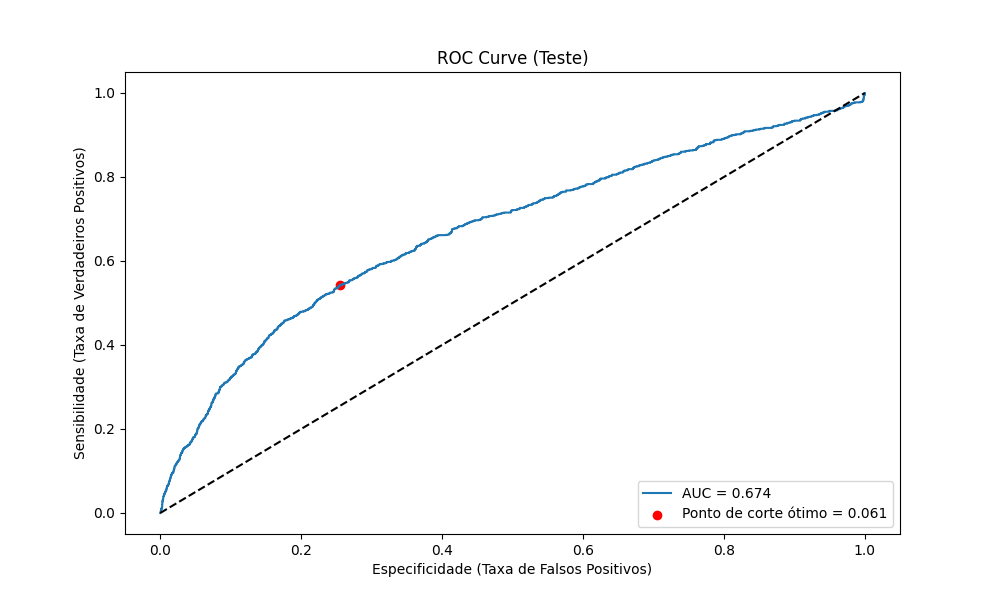 ROC Curve (Teste)
1.0
0.8
0.6
0.4
0.2
0.0
Sensibilidade (Taxa de Verdadeiros Positivos)
AUC = 0.674
Ponto de corte ótimo = 0.061
0.0 0.2 0.4 0.6 0.8 1.0
Especificidade (Taxa de Falsos Positivos)